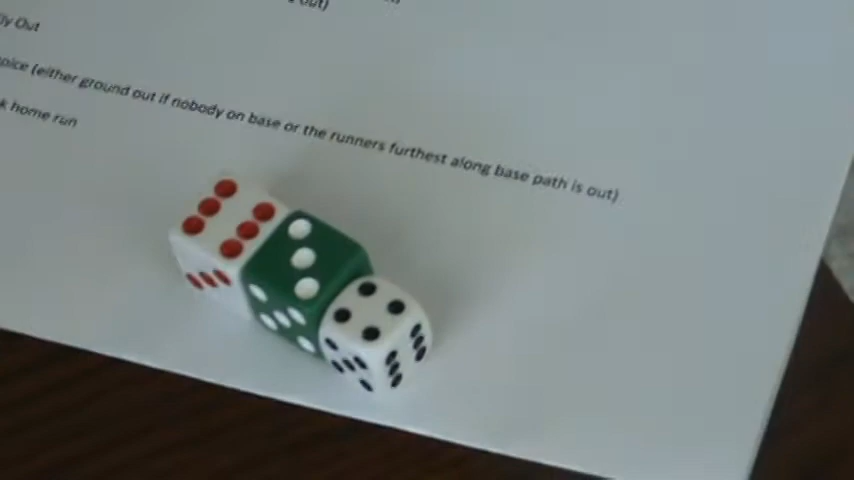 out)
ly Out
oice (either ground out if nobody on base or the runners furthest along base path is out)
k home run